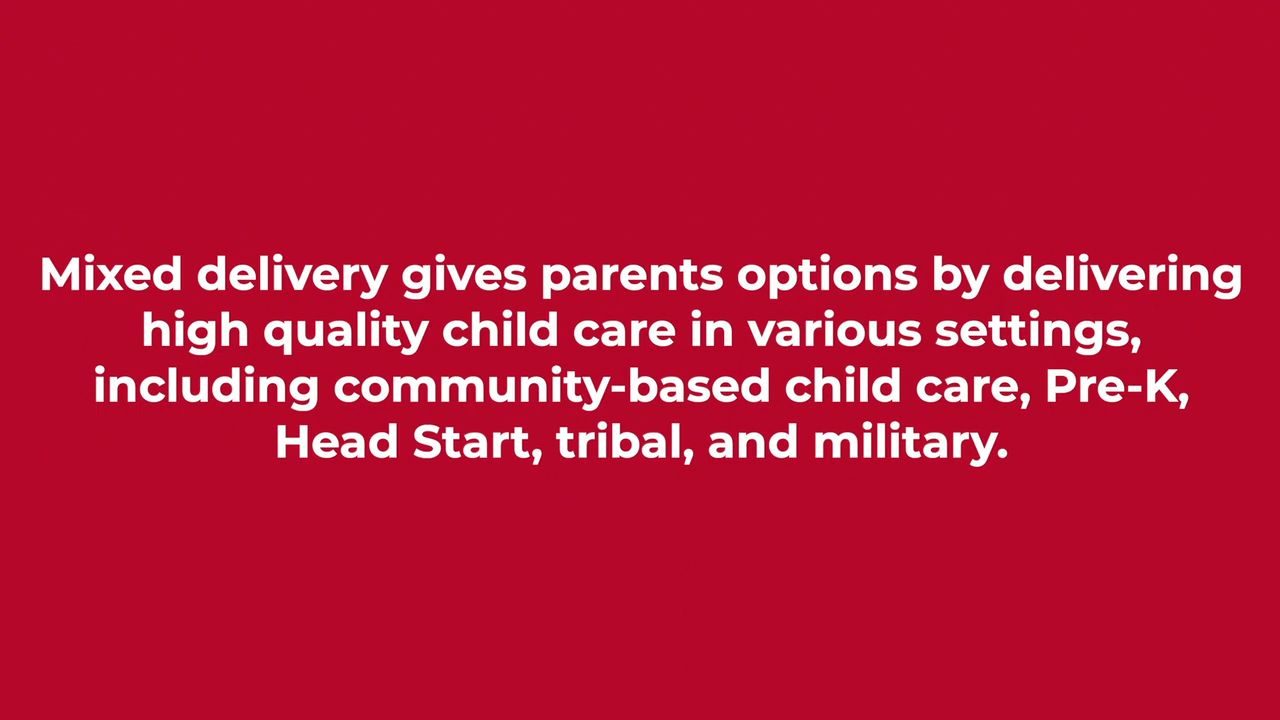 Mixed delivery gives parents options by delivering
high quality child care in various settings,
including community-based child care, Pre-K,
Head Start, tribal, and military.